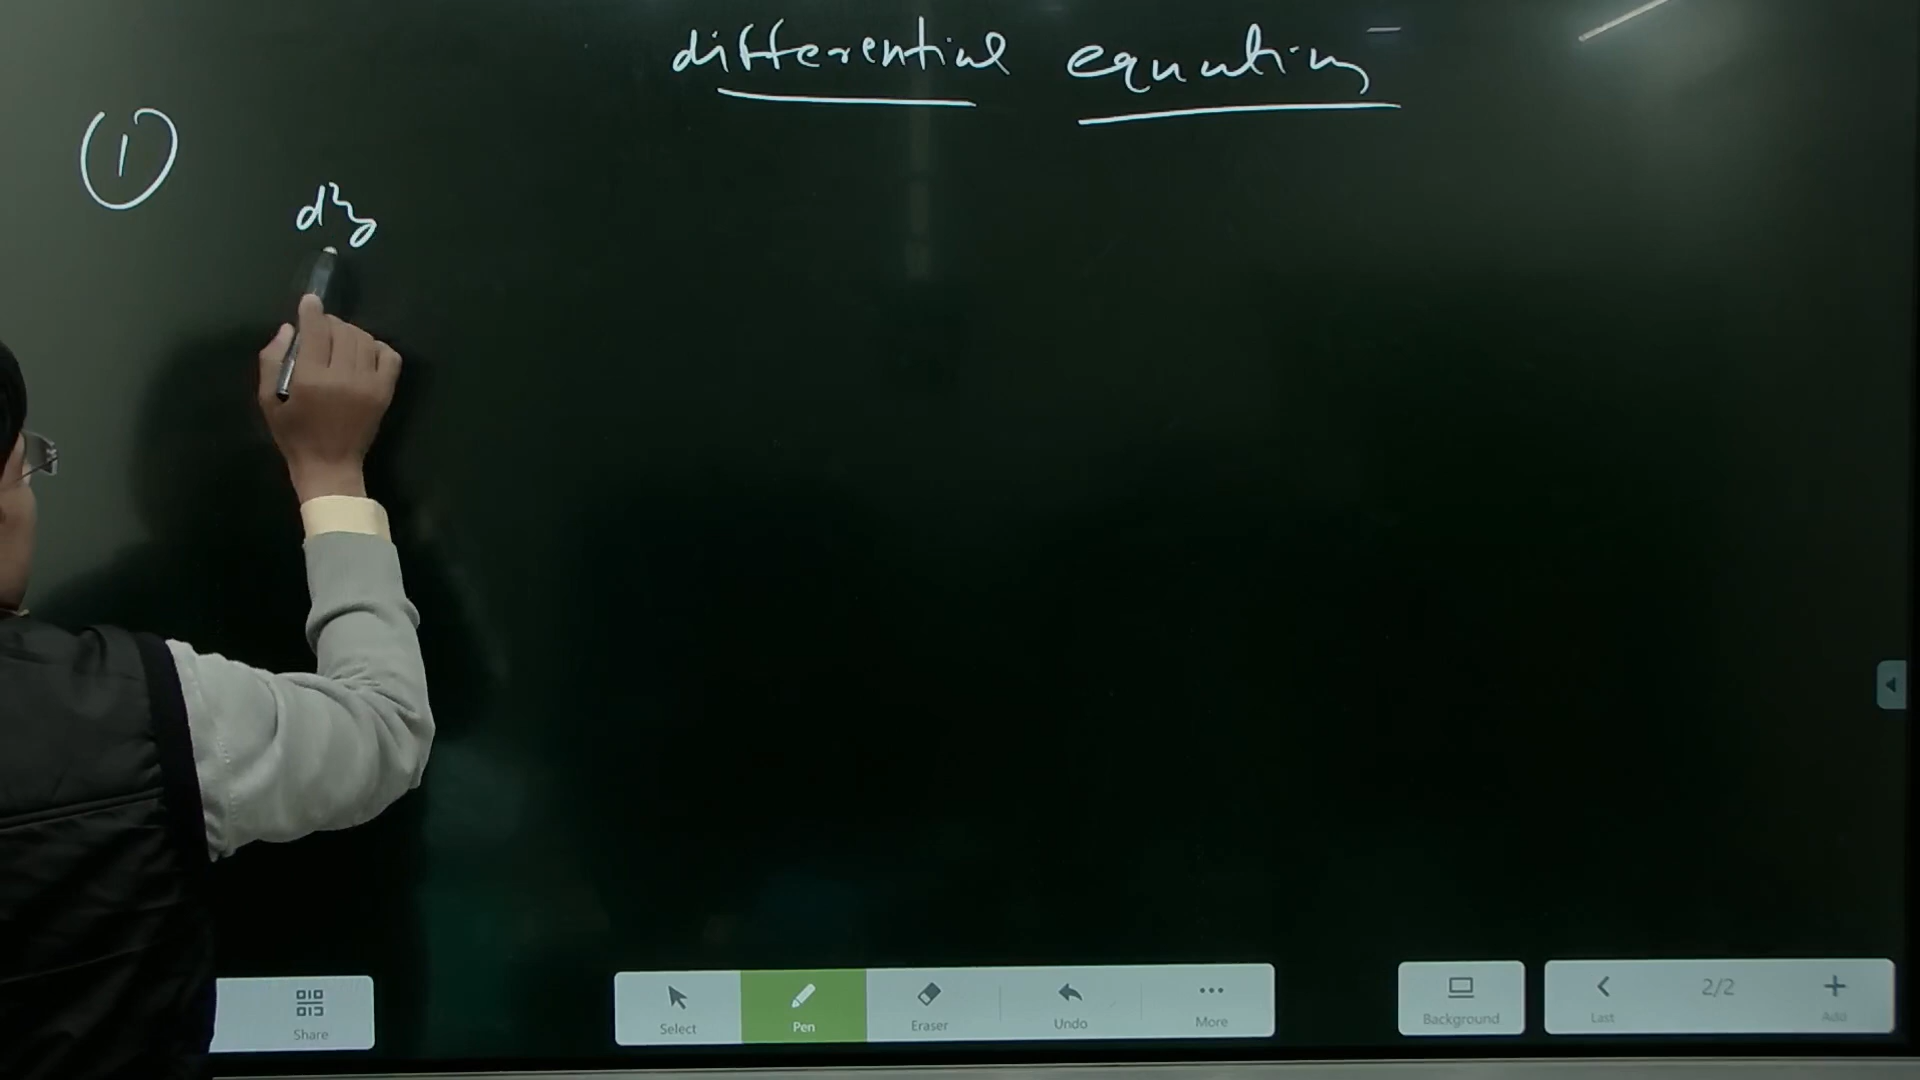 differential equation
①
d²y
Share
Select
Pen
Eraser
Undo
More
Background
Last
2/2
Add